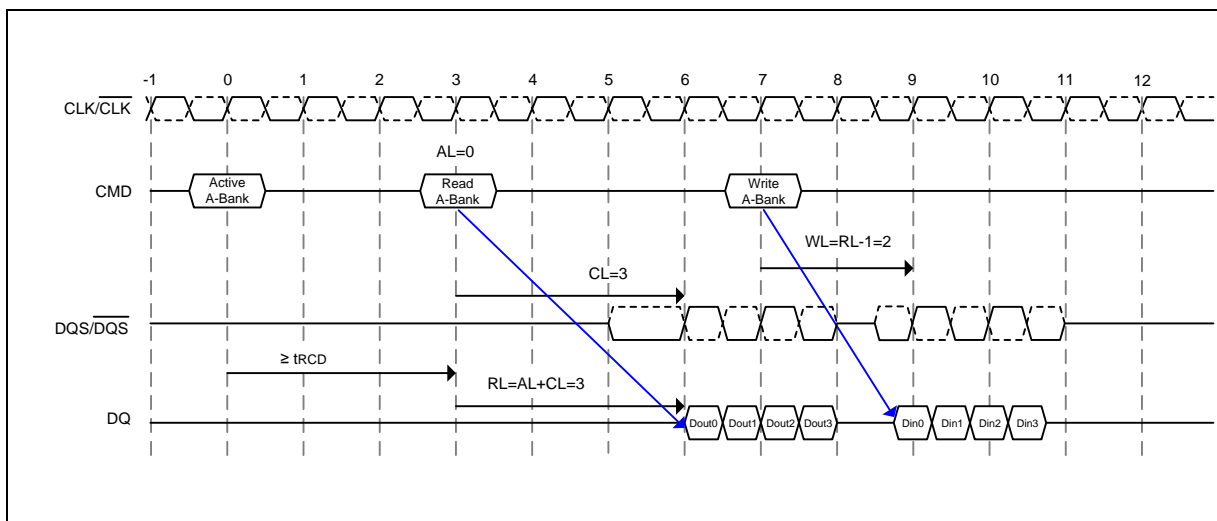 -1 0 1 2 3 4 5 6 7 8 9 10 11 12
CLK/CLK
AL=0
CMD
Active
A-Bank
Read
A-Bank
Write
A-Bank
WL=RL-1=2
CL=3
DQS/DQS
≥ tRCD
RL=AL+CL=3
DQ
Dout0 Dout1 Dout2 Dout3 Din0 Din1 Din2 Din3